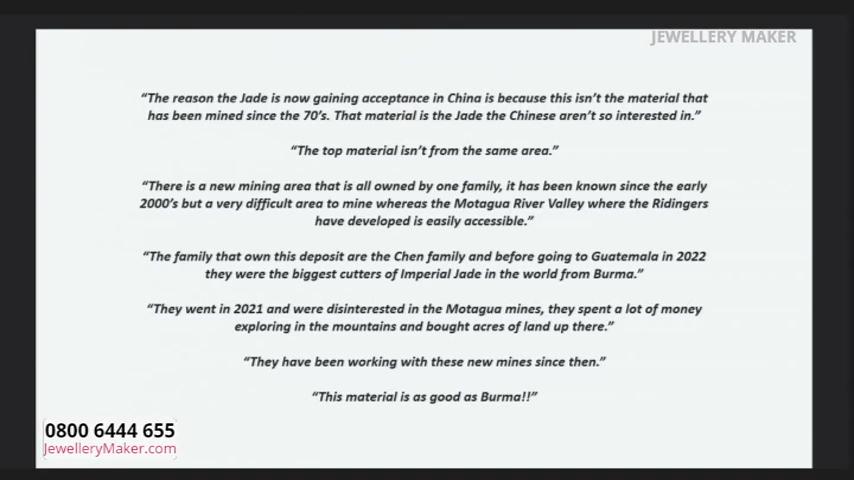 JEWELLERY MAKER
“The reason the Jade is now gaining acceptance in China is because this isn’t the material that
has been mined since the 70’s. That material is the Jade the Chinese aren’t so interested in.”
“The top material isn’t from the same area.”
“There is a new mining area that is all owned by one family, it has been known since the early
2000’s but a very difficult area to mine whereas the Motagua River Valley where the Ridingers
have developed is easily accessible.”
“The family that own this deposit are the Chen family and before going to Guatemala in 2022
they were the biggest cutters of Imperial Jade in the world from Burma.”
“They went in 2021 and were disinterested in the Motagua mines, they spent a lot of money
exploring in the mountains and bought acres of land up there.”
“They have been working with these new mines since then.”
“This material is as good as Burma!!”
0800 6444 655
JewelleryMaker.com